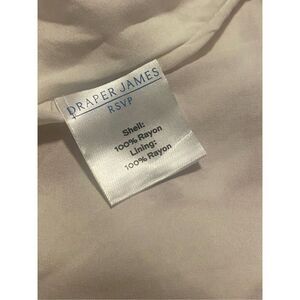 DRAPER JAMES
RSVP
Shell:
100% Rayon
Lining:
100% Rayon